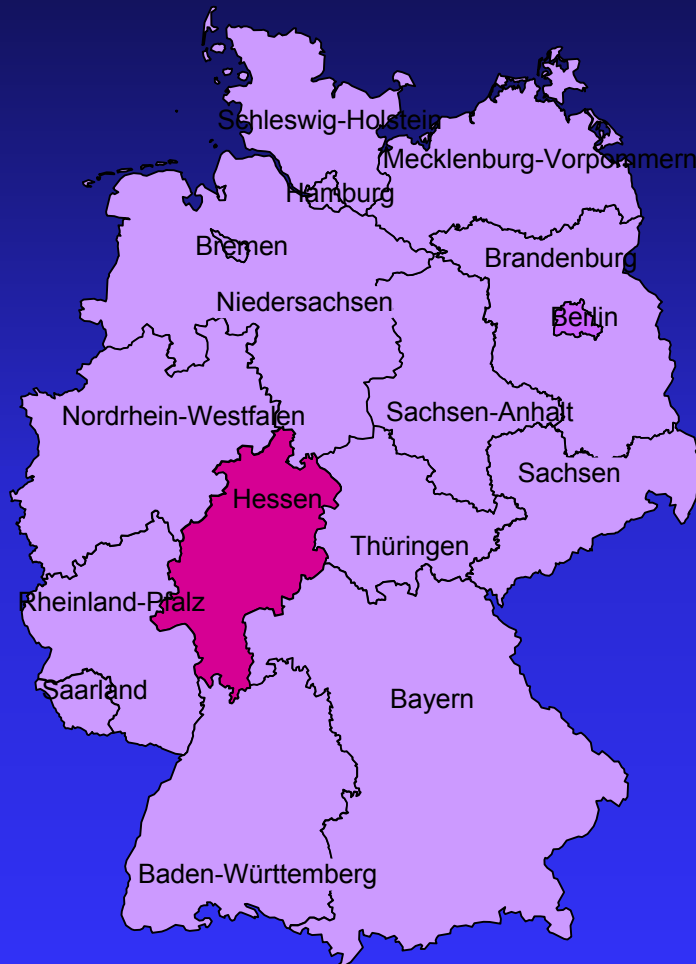 Schleswig-Holstein
Mecklenburg-Vorpommern
Hamburg
Bremen
Brandenburg
Niedersachsen
Berlin
Nordrhein-Westfalen
Sachsen-Anhalt
Sachsen
Hessen
Thüringen
Rheinland-Pfalz
Saarland
Bayern
Baden-Württemberg